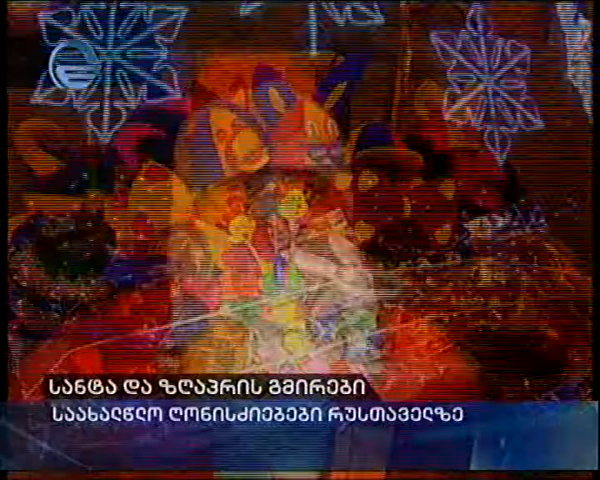 სანტა და ზღაპრის გმირები
საახალწლო ღონისძიებები რუსთაველზე